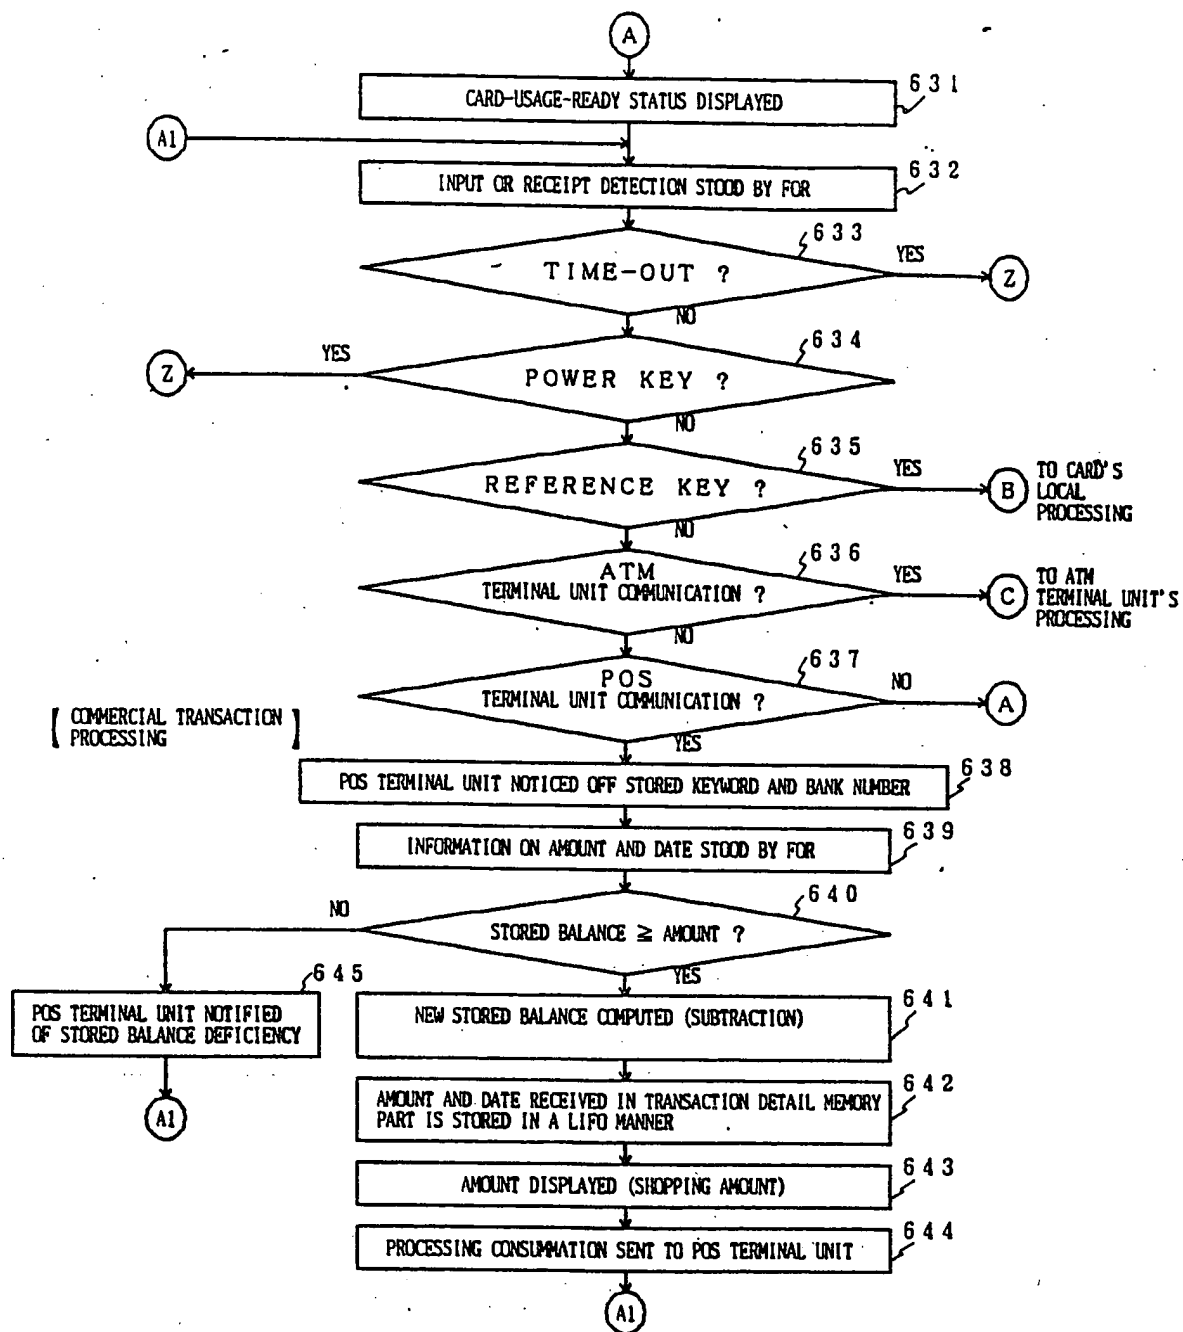 A
CARD-USAGE-READY STATUS DISPLAYED
631
A1
INPUT OR RECEIPT DETECTION STOOD BY FOR
632
633
TIME-OUT ?
YES
Z
NO
634
YES
Z
POWER KEY ?
NO
635
REFERENCE KEY ?
YES
B
TO CARD'S
LOCAL
PROCESSING
NO
636
ATM
TERMINAL UNIT COMMUNICATION ?
YES
C
TO ATM
TERMINAL UNIT'S
PROCESSING
NO
637
POS
TERMINAL UNIT COMMUNICATION ?
NO
A
[ COMMERCIAL TRANSACTION
PROCESSING ]
YES
638
POS TERMINAL UNIT NOTICED OFF STORED KEYWORD AND BANK NUMBER
639
INFORMATION ON AMOUNT AND DATE STOOD BY FOR
640
NO
STORED BALANCE ≧ AMOUNT ?
YES
645
POS TERMINAL UNIT NOTIFIED
OF STORED BALANCE DEFICIENCY
A1
641
NEW STORED BALANCE COMPUTED (SUBTRACTION)
642
AMOUNT AND DATE RECEIVED IN TRANSACTION DETAIL MEMORY
PART IS STORED IN A LIFO MANNER
643
AMOUNT DISPLAYED (SHOPPING AMOUNT)
644
PROCESSING CONSUMMATION SENT TO POS TERMINAL UNIT
A1